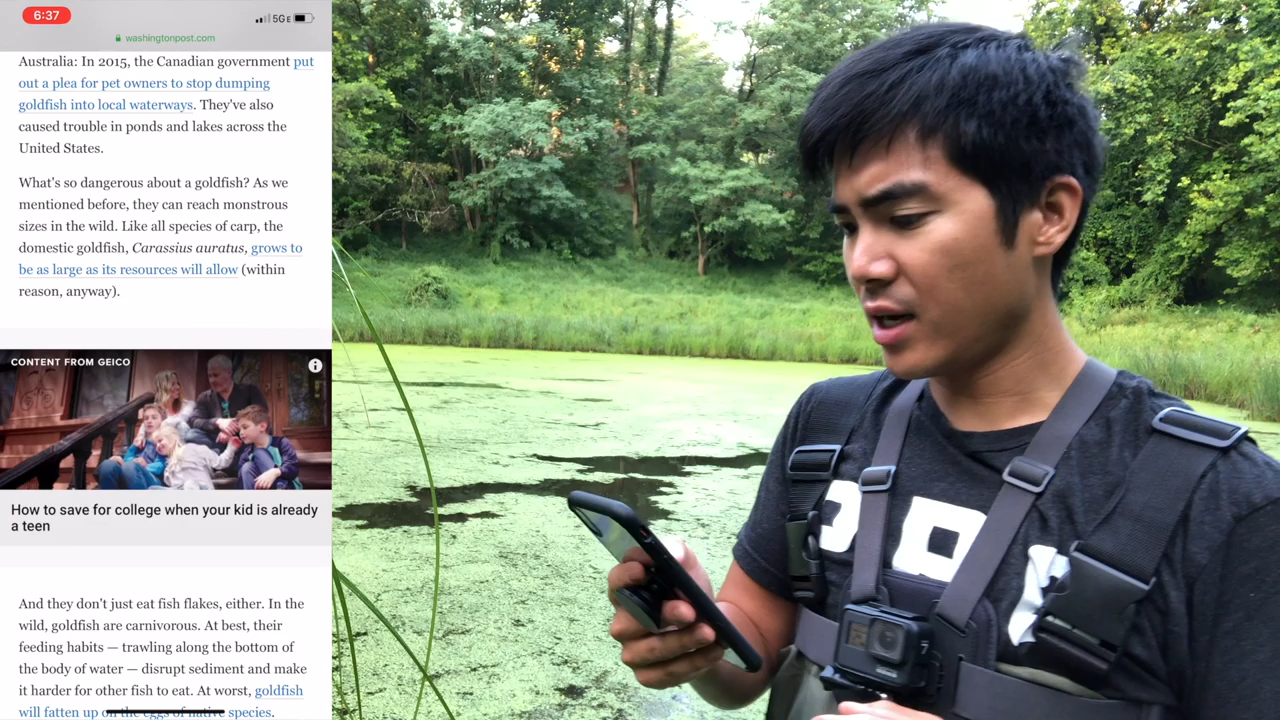 6:37
5GE
washingtonpost.com
Australia: In 2015, the Canadian government put
out a plea for pet owners to stop dumping
goldfish into local waterways. They've also
caused trouble in ponds and lakes across the
United States.
What's so dangerous about a goldfish? As we
mentioned before, they can reach monstrous
sizes in the wild. Like all species of carp, the
domestic goldfish, Carassius auratus, grows to
be as large as its resources will allow (within
reason, anyway).
CONTENT FROM GEICO
How to save for college when your kid is already
a teen
And they don't just eat fish flakes, either. In the
wild, goldfish are carnivorous. At best, their
feeding habits — trawling along the bottom of
the body of water — disrupt sediment and make
it harder for other fish to eat. At worst, goldfish
will fatten up on the eggs of native species.
7